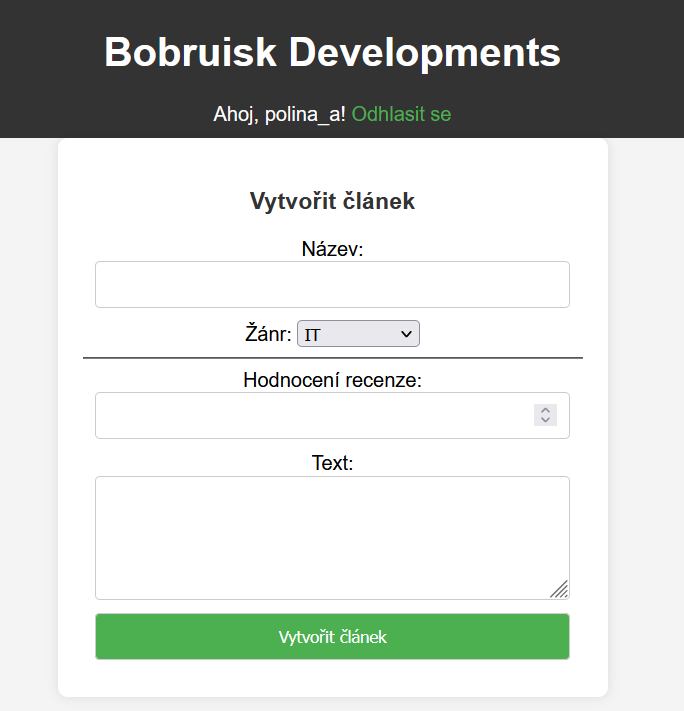 Bobruisk Developments
Ahoj, polina_a! Odhlasit se
Vytvořit článek
Název:
Žánr: IT
Hodnocení recenze:
Text:
Vytvořit článek